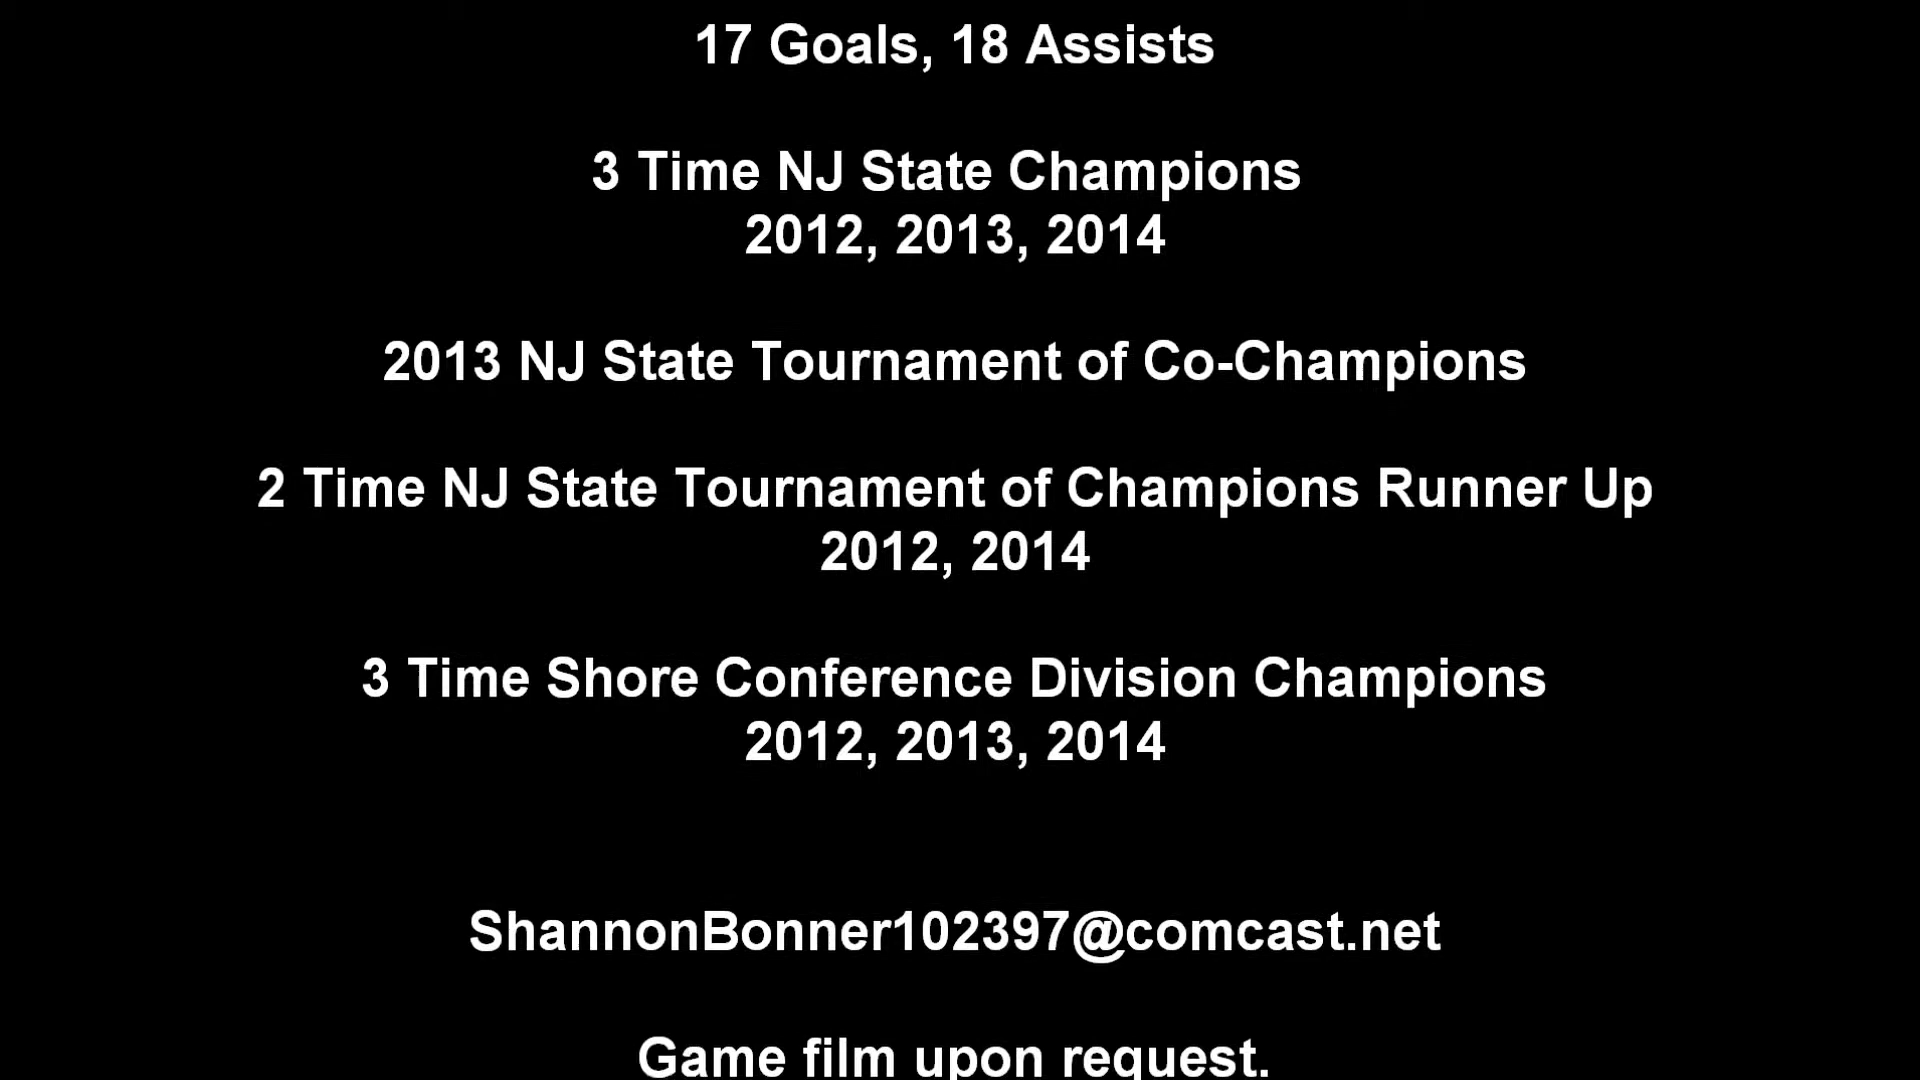 17 Goals, 18 Assists
3 Time NJ State Champions
2012, 2013, 2014
2013 NJ State Tournament of Co-Champions
2 Time NJ State Tournament of Champions Runner Up
2012, 2014
3 Time Shore Conference Division Champions
2012, 2013, 2014
ShannonBonner102397@comcast.net
Game film upon request.